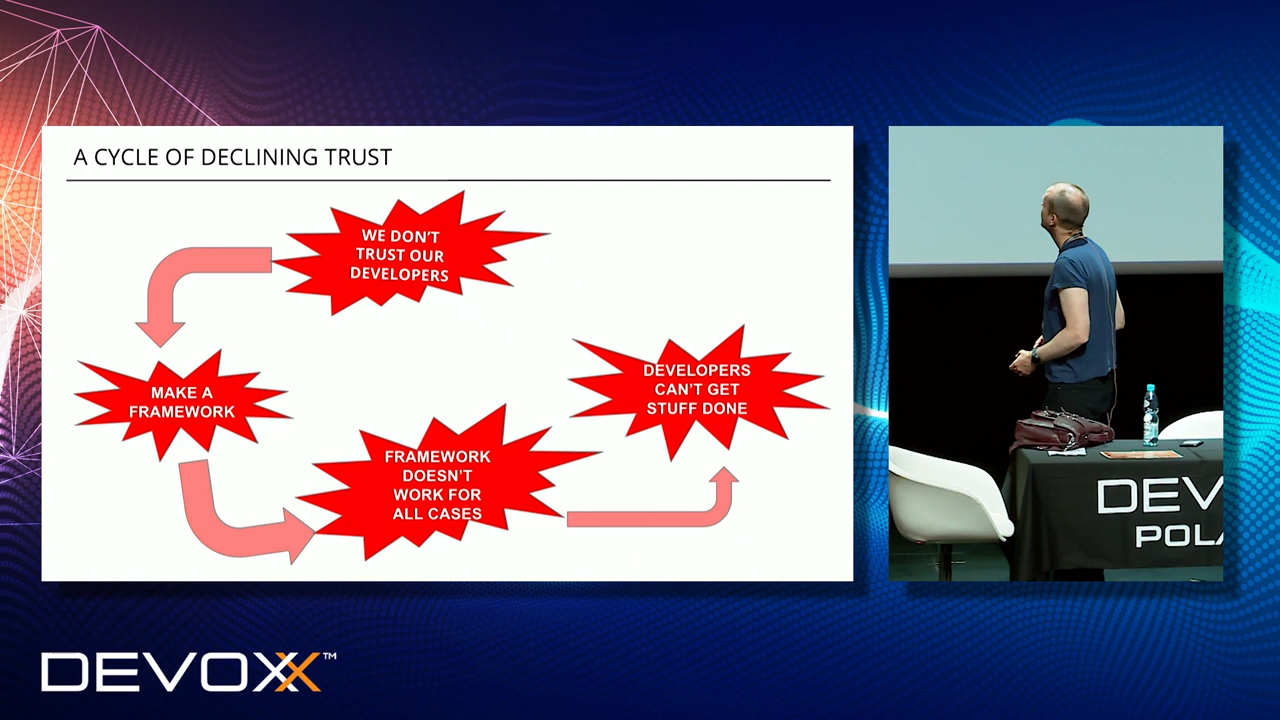 A CYCLE OF DECLINING TRUST
WE DON'T
TRUST OUR
DEVELOPERS
MAKE A
FRAMEWORK
FRAMEWORK
DOESN'T
WORK FOR
ALL CASES
DEVELOPERS
CAN'T GET
STUFF DONE
DEV
POLA
DEVOXX™